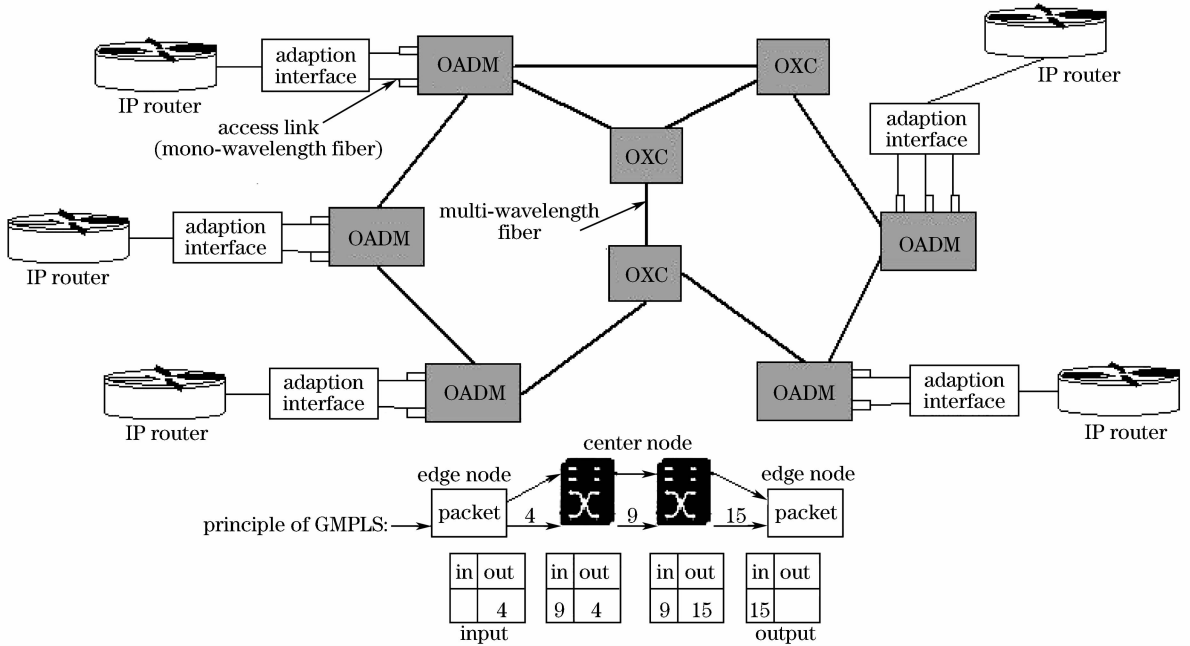 adaption
interface
OADM
OXC
IP router
IP router
access link
(mono-wavelength fiber)
adaption
interface
OXC
multi-wavelength
fiber
adaption
interface
OADM
OADM
IP router
OXC
adaption
interface
OADM
OADM
adaption
interface
IP router
IP router
center node
edge node
edge node
principle of GMPLS:
packet
4
9
15
packet
in out
in out
in out
in out
4
9 4
9 15
15
input
output